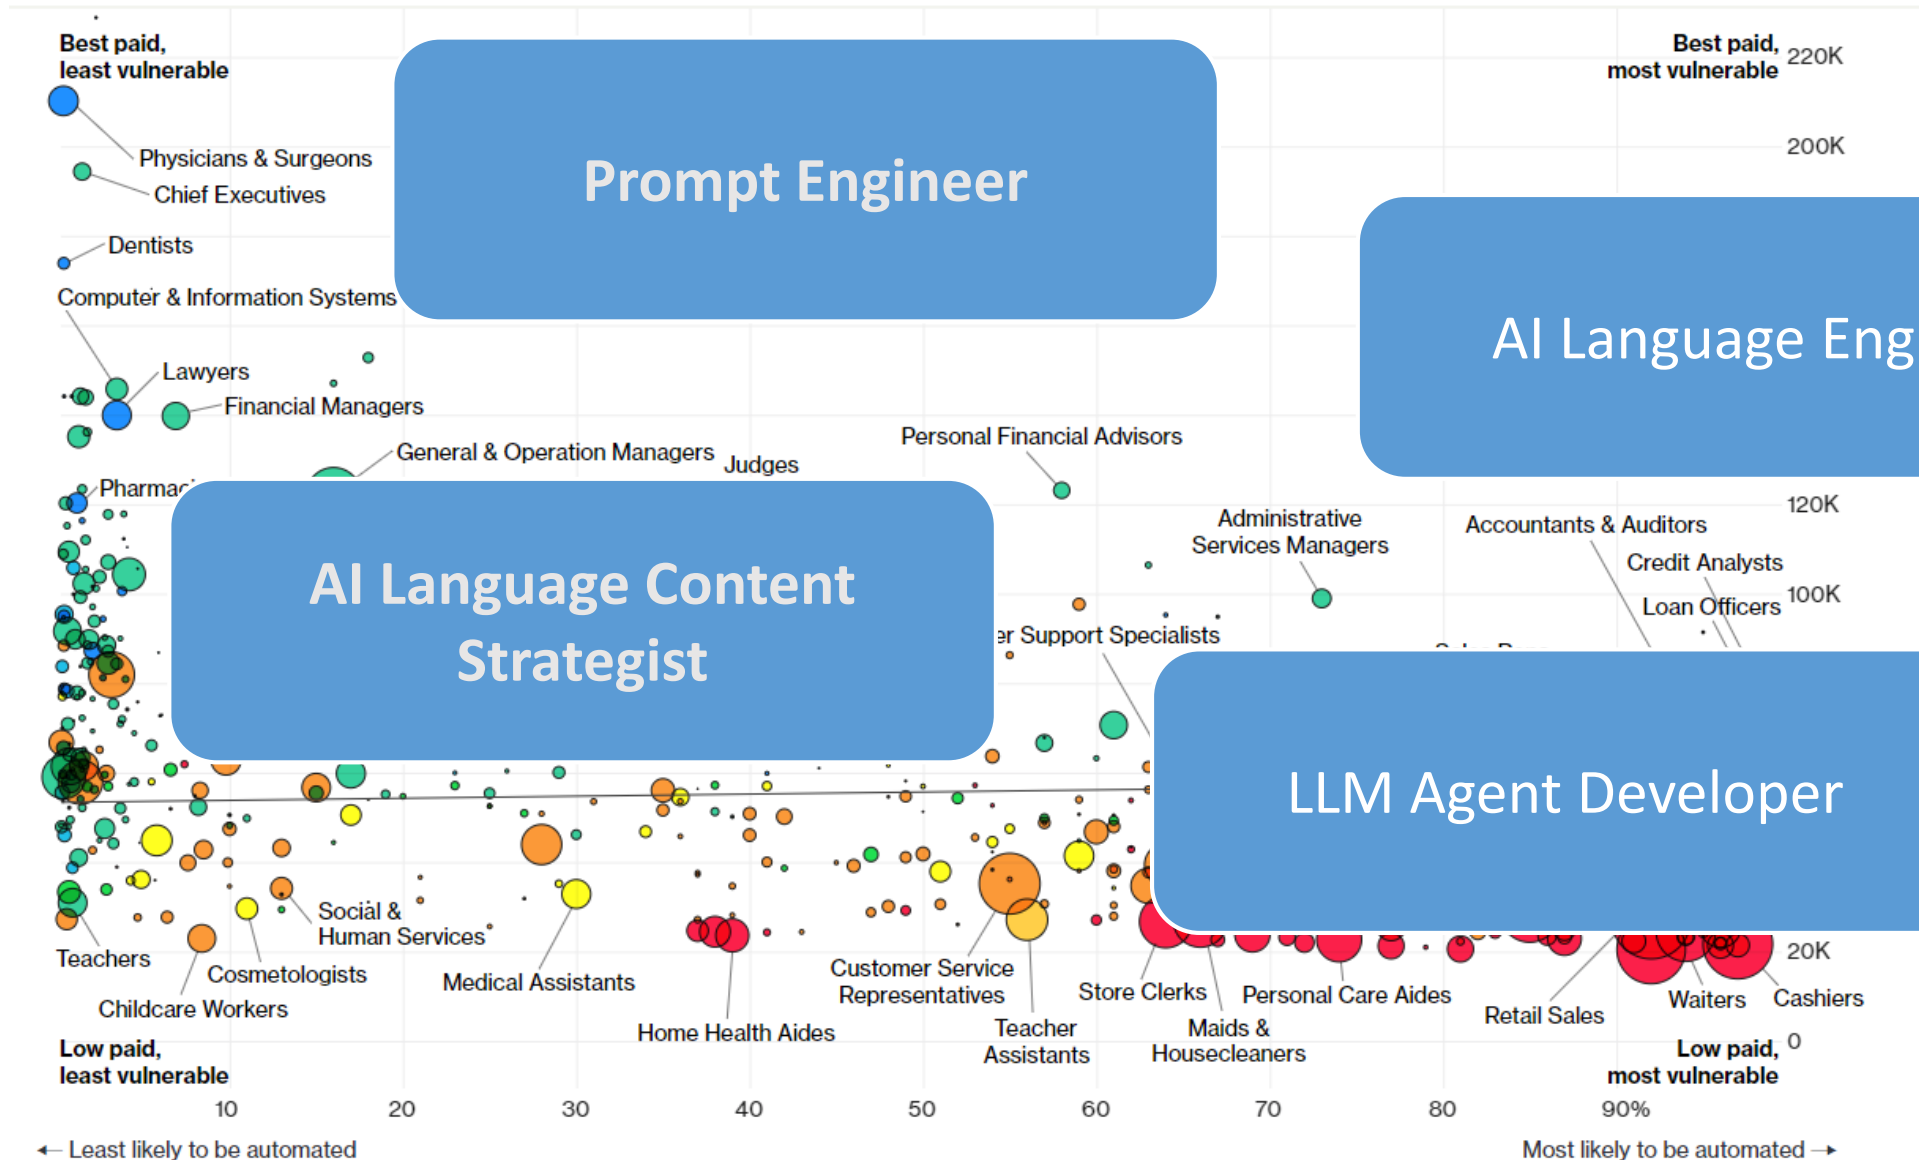 Best paid,
least vulnerable
Best paid,
most vulnerable
220K
Prompt Engineer
Physicians & Surgeons
200K
Chief Executives
Dentists
Computer & Information Systems
AI Language Eng
Lawyers
Financial Managers
General & Operation Managers
Judges
Personal Financial Advisors
Pharmac
120K
Administrative
Services Managers
Accountants & Auditors
Credit Analysts
AI Language Content
Strategist
100K
Loan Officers
er Support Specialists
LLM Agent Developer
Social &
Human Services
Teachers
Cosmetologists
Childcare Workers
Medical Assistants
Home Health Aides
Customer Service
Representatives
Teacher
Assistants
Store Clerks
Maids &
Housecleaners
Personal Care Aides
Retail Sales
Waiters
Cashiers
20K
0
Low paid,
least vulnerable
Low paid,
most vulnerable
10
20
30
40
50
60
70
80
90%
← Least likely to be automated
Most likely to be automated →